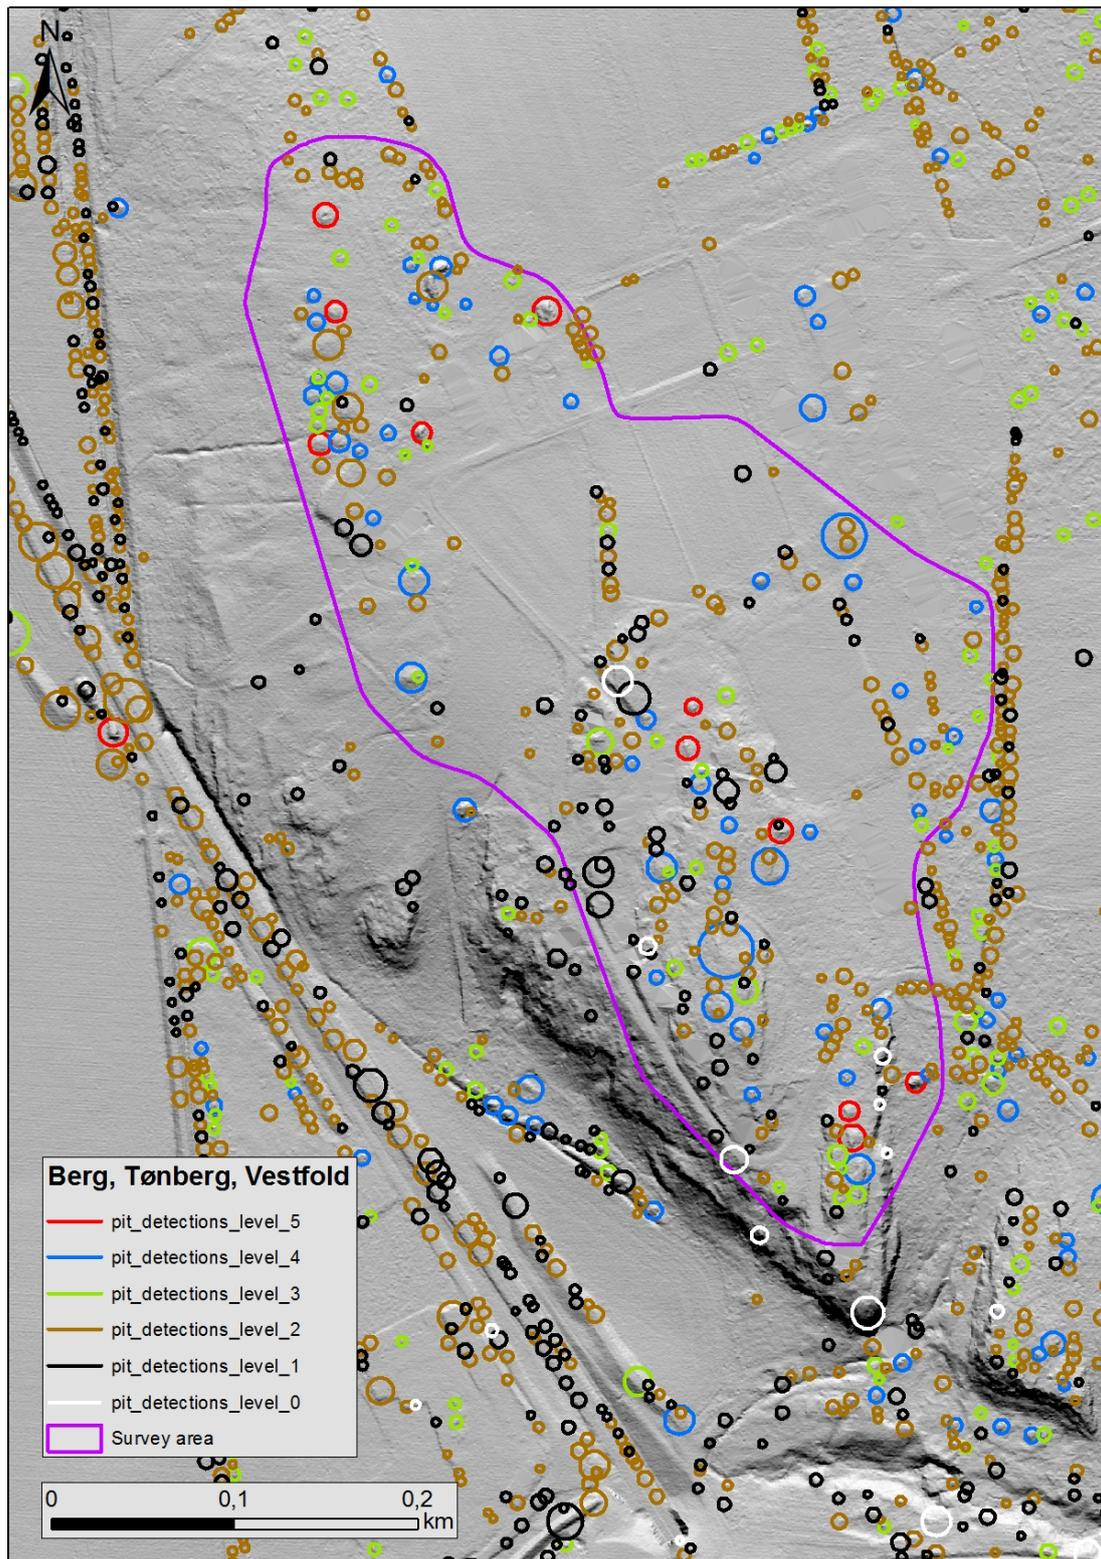 N
Berg, Tønberg, Vestfold
pit_detections_level_5
pit_detections_level_4
pit_detections_level_3
pit_detections_level_2
pit_detections_level_1
pit_detections_level_0
Survey area
0 0,1 0,2
km